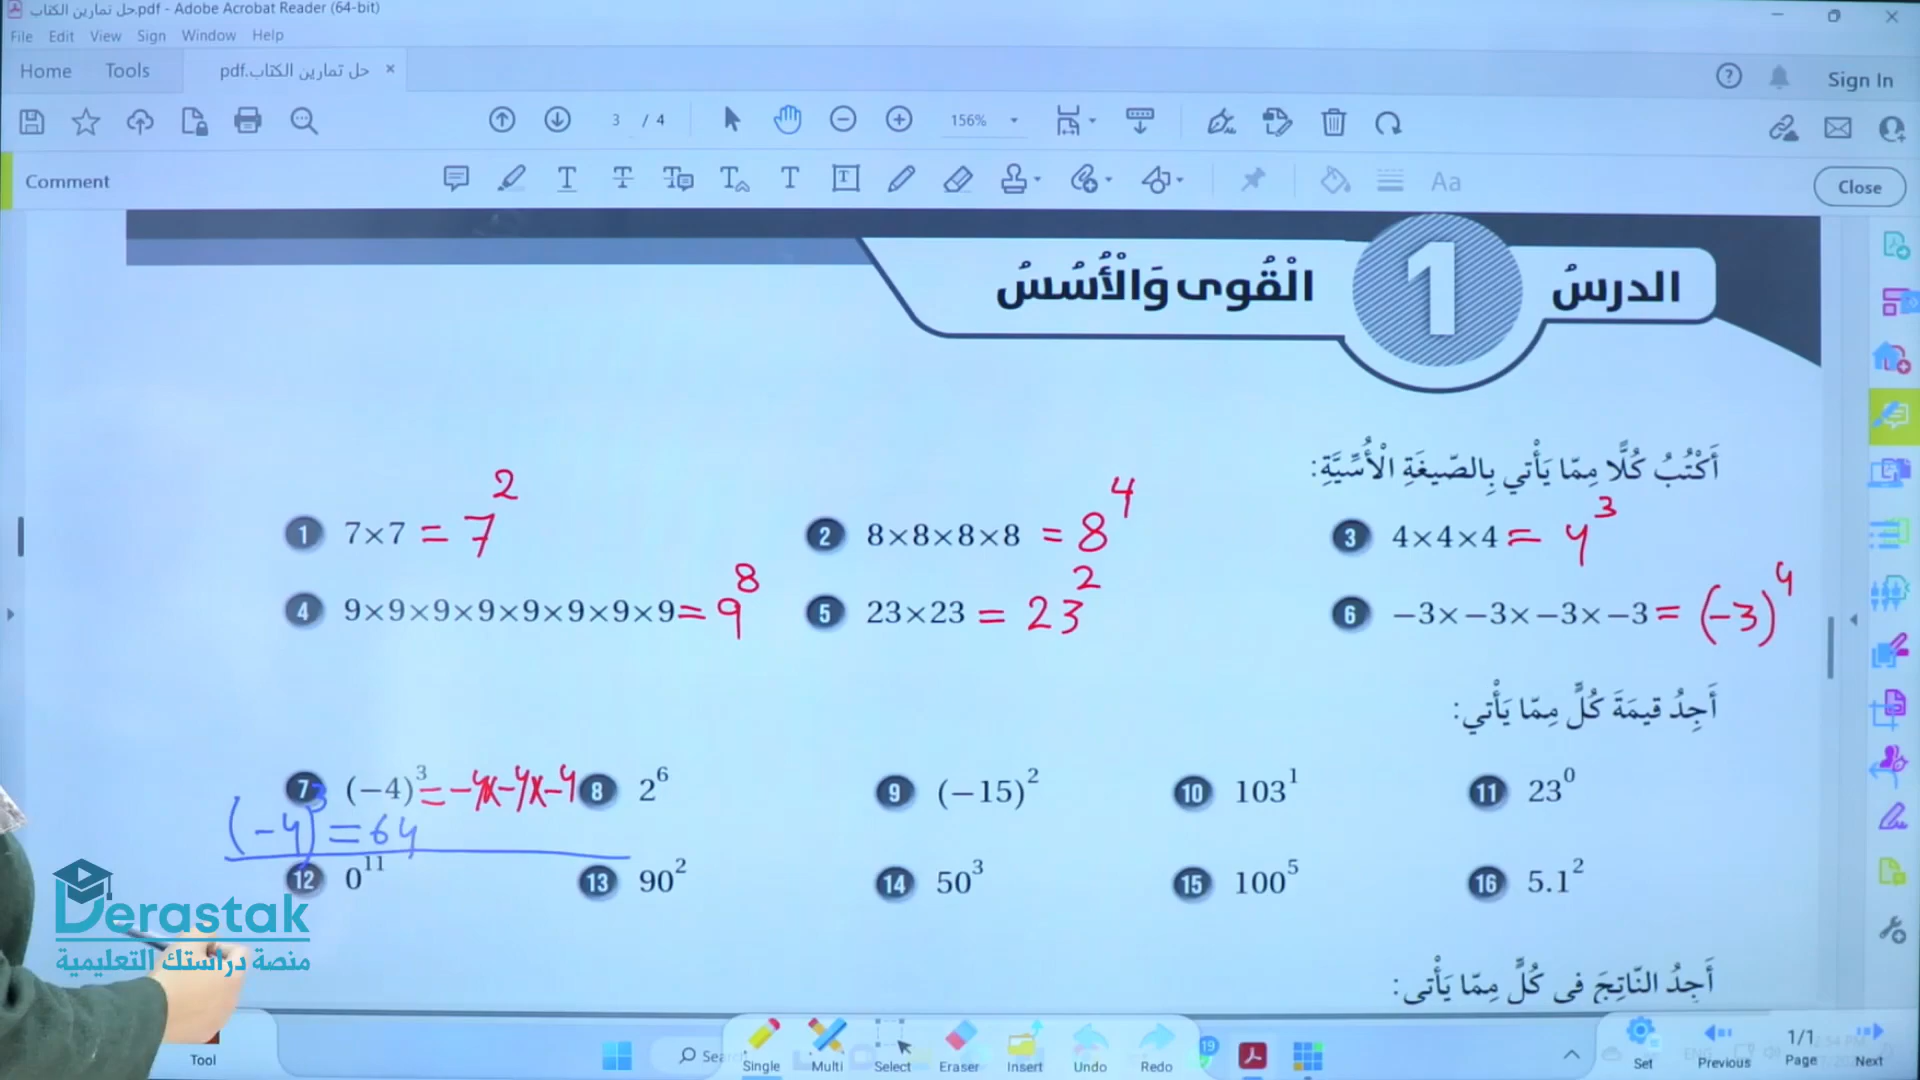 حل تمارين الكتاب.pdf - Adobe Acrobat Reader (64-bit)
File Edit View Sign Window Help
Home Tools حل تمارين الكتاب.pdf × Sign In
3 / 4 156%
Comment Aa Close
الدرسُ 1 الْقُوى وَالْأُسُسُ
أَكْتُبُ كُلًّا مِمّا يَأْتي بِالصّيغَةِ الْأُسِّيَّةِ:
1 7×7 = 7² 2 8×8×8×8 = 8⁴ 3 4×4×4 = 4³
4 9×9×9×9×9×9×9×9 = 9⁸ 5 23×23 = 23² 6 −3×−3×−3×−3 = (−3)⁴
أَجِدُ قيمَةَ كُلٍّ مِمّا يَأْتي:
7 (−4)³ = −4×−4×−4 8 2⁶ 9 (−15)² 10 103¹ 11 23⁰
(−4)³ = 64
12 0¹¹ 13 90² 14 50³ 15 100⁵ 16 5.1²
Derastak
منصة دراستك التعليمية
أَجِدُ النّاتِجَ في كُلٍّ مِمّا يَأْتي:
Tool Single Multi Select Eraser Insert Undo Redo 19 Set Previous 1/1 Page Next